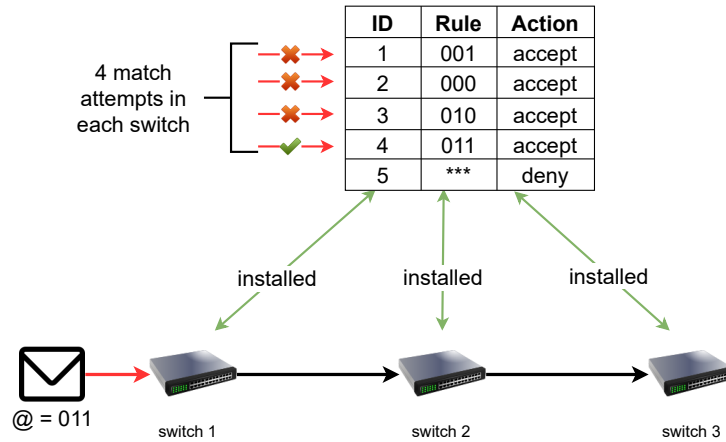 ID Rule Action
1 001 accept
2 000 accept
3 010 accept
4 011 accept
5 *** deny
4 match
attempts in
each switch
installed installed installed
@ = 011
switch 1 switch 2 switch 3